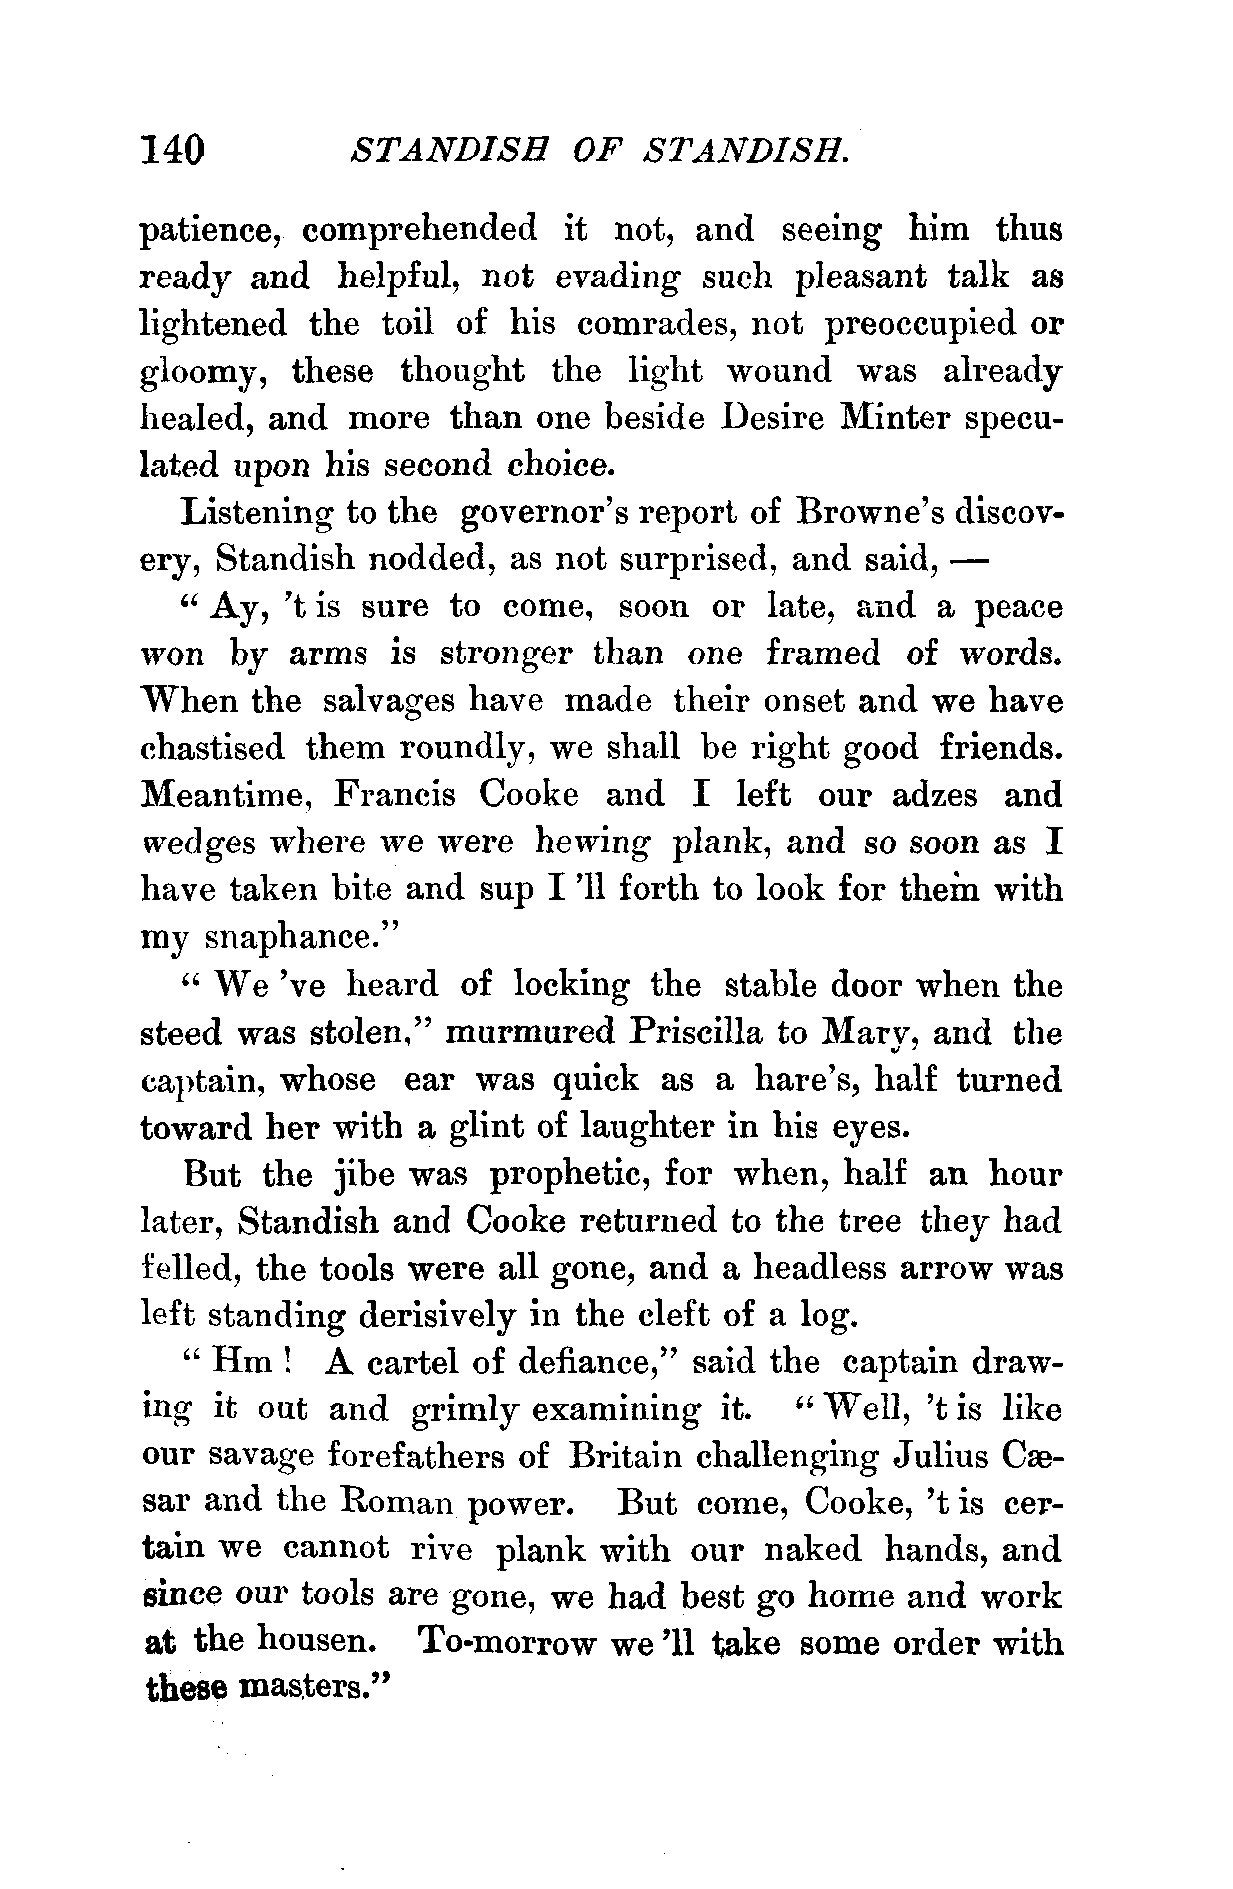 140 STANDISH OF STANDISH.
patience, comprehended it not, and seeing him thus
ready and helpful, not evading such pleasant talk as
lightened the toil of his comrades, not preoccupied or
gloomy, these thought the light wound was already
healed, and more than one beside Desire Minter specu-
lated upon his second choice.
Listening to the governor's report of Browne's discov-
ery, Standish nodded, as not surprised, and said, —
" Ay, 't is sure to come, soon or late, and a peace
won by arms is stronger than one framed of words.
When the salvages have made their onset and we have
chastised them roundly, we shall be right good friends.
Meantime, Francis Cooke and I left our adzes and
wedges where we were hewing plank, and so soon as I
have taken bite and sup I 'll forth to look for them with
my snaphance."
" We 've heard of locking the stable door when the
steed was stolen," murmured Priscilla to Mary, and the
captain, whose ear was quick as a hare's, half turned
toward her with a glint of laughter in his eyes.
But the jibe was prophetic, for when, half an hour
later, Standish and Cooke returned to the tree they had
felled, the tools were all gone, and a headless arrow was
left standing derisively in the cleft of a log.
" Hm ! A cartel of defiance," said the captain draw-
ing it out and grimly examining it. " Well, 't is like
our savage forefathers of Britain challenging Julius Cæ-
sar and the Roman power. But come, Cooke, 't is cer-
tain we cannot rive plank with our naked hands, and
since our tools are gone, we had best go home and work
at the housen. To-morrow we 'll take some order with
these masters."